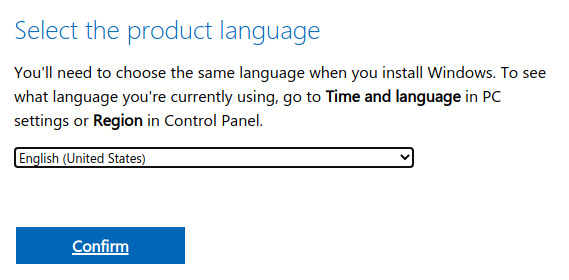 Select the product language
You'll need to choose the same language when you install Windows. To see
what language you're currently using, go to Time and language in PC
settings or Region in Control Panel.
English (United States)
Confirm